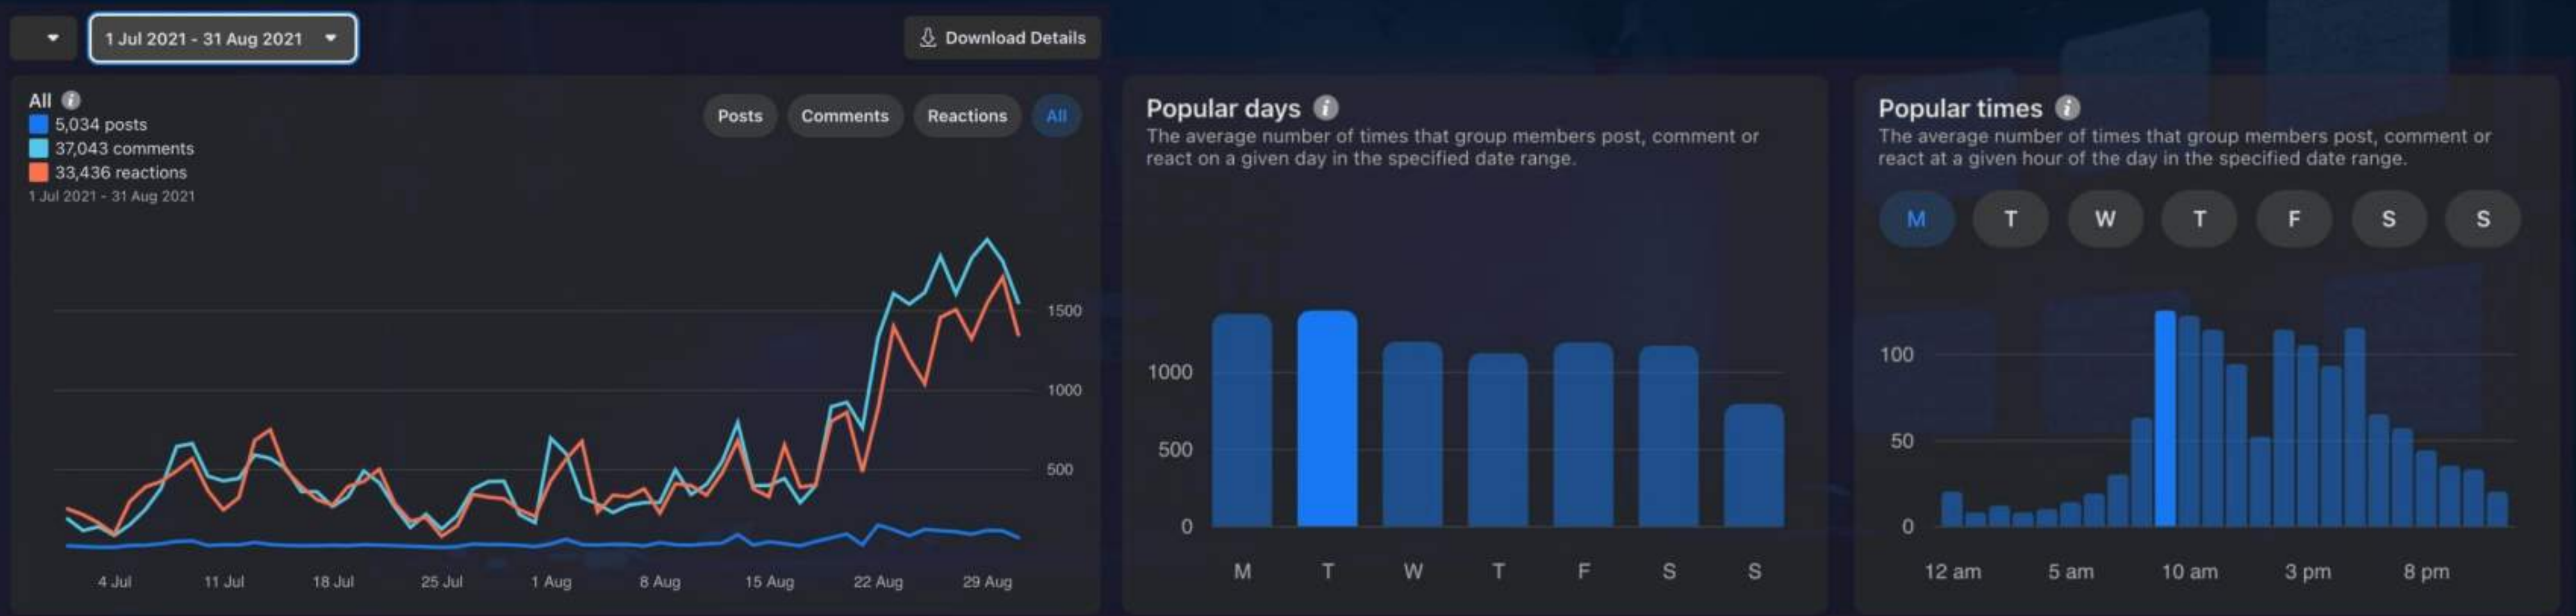 1 Jul 2021 - 31 Aug 2021
Download Details
All
5,034 posts
37,043 comments
33,436 reactions
1 Jul 2021 - 31 Aug 2021
Posts Comments Reactions All
1500
1000
500
4 Jul 11 Jul 18 Jul 25 Jul 1 Aug 8 Aug 15 Aug 22 Aug 29 Aug
Popular days
The average number of times that group members post, comment or
react on a given day in the specified date range.
1000
500
0
M T W T F S S
Popular times
The average number of times that group members post, comment or
react at a given hour of the day in the specified date range.
M T W T F S S
100
50
0
12 am 5 am 10 am 3 pm 8 pm